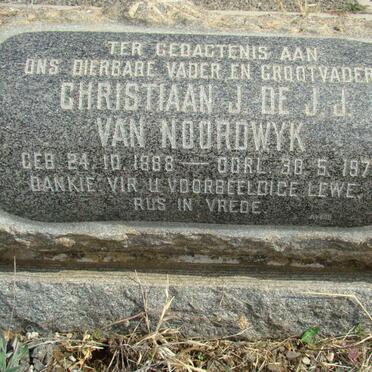 TER GEDAGTENIS AAN
ONS DIERBARE VADER EN GROOTVADER
CHRISTIAAN J. DE J. J.
VAN NOORDWYK
GEB. 24.10.1888 — OORL. 30.5.197
DANKIE VIR U VOORBEELDIGE LEWE.
RUS IN VREDE.